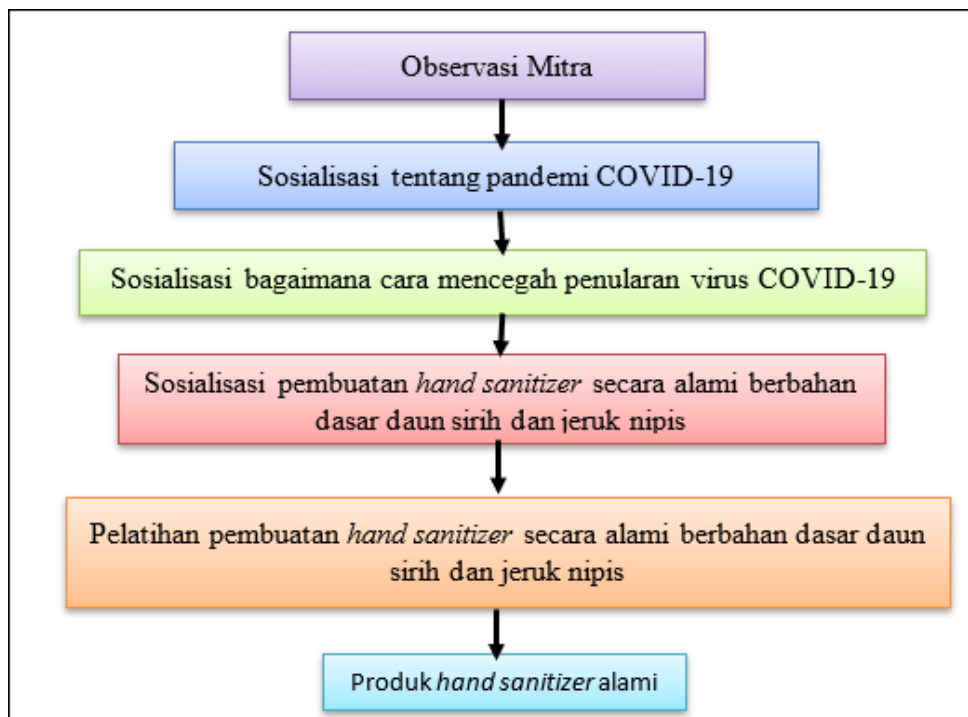 Observasi Mitra
Sosialisasi tentang pandemi COVID-19
Sosialisasi bagaimana cara mencegah penularan virus COVID-19
Sosialisasi pembuatan hand sanitizer secara alami berbahan
dasar daun sirih dan jeruk nipis
Pelatihan pembuatan hand sanitizer secara alami berbahan dasar daun
sirih dan jeruk nipis
Produk hand sanitizer alami